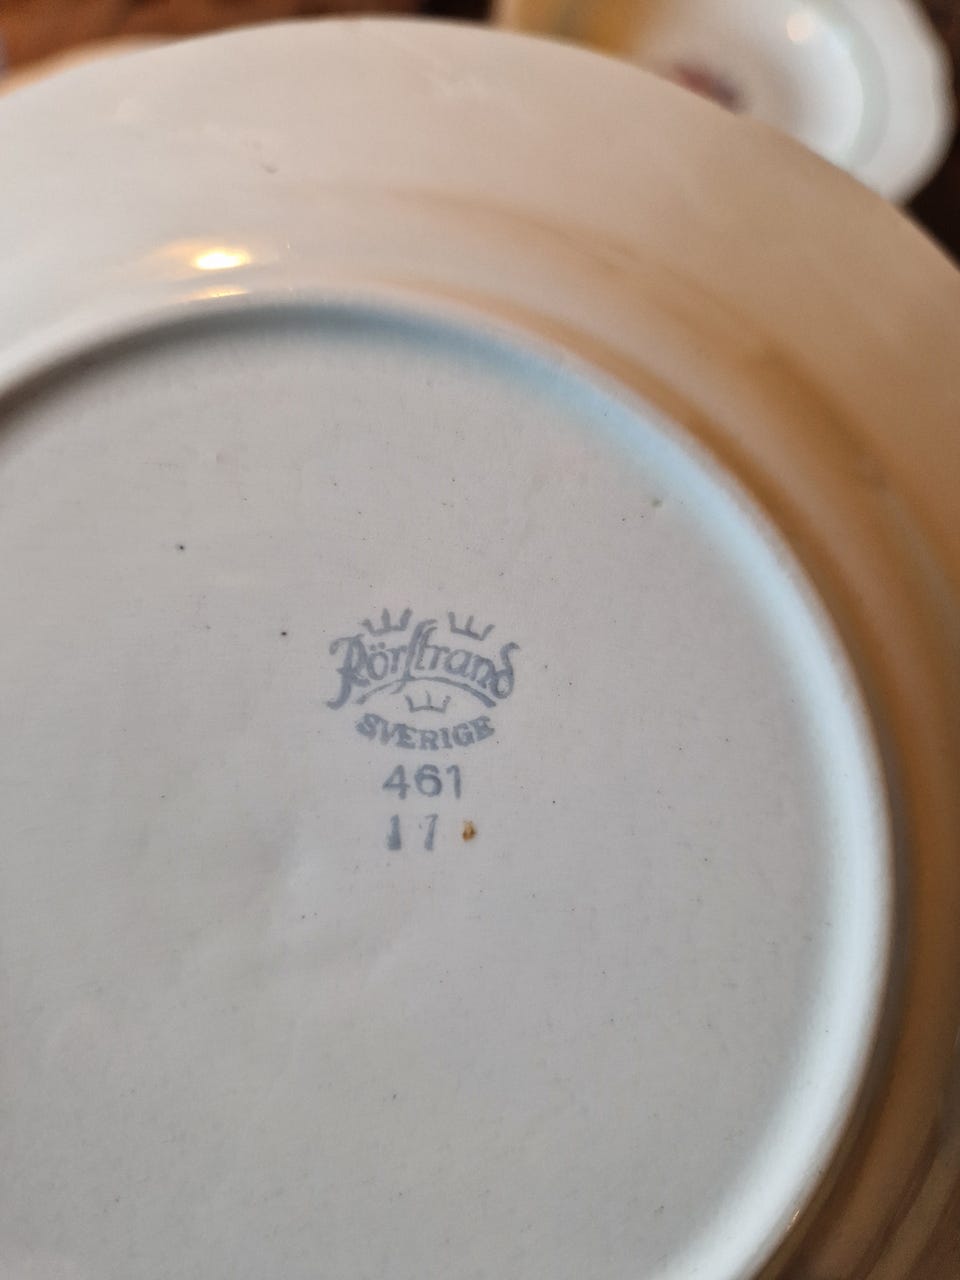 Rörstrand
SVERIGE
461
11